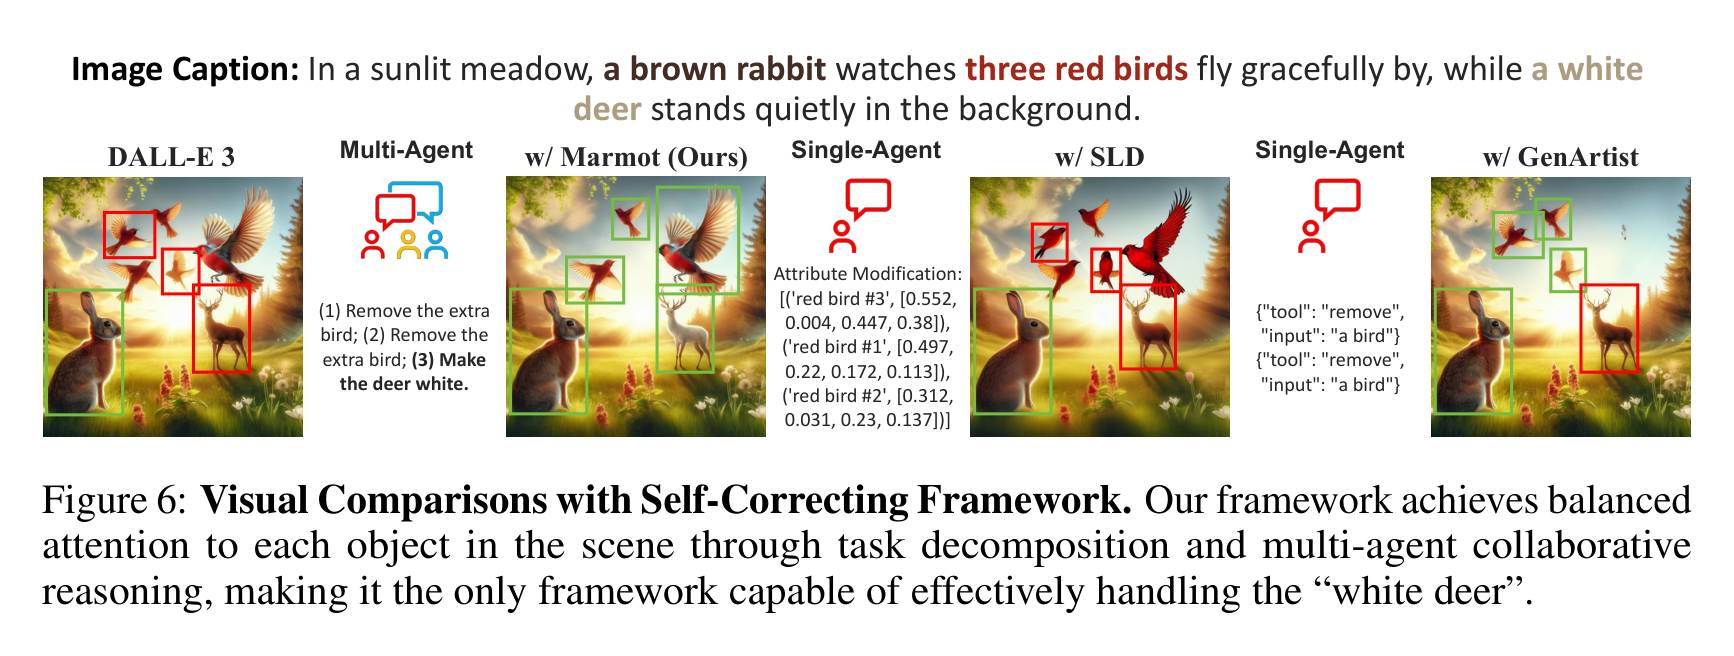 Image Caption: In a sunlit meadow, a brown rabbit watches three red birds fly gracefully by, while a white
deer stands quietly in the background.
DALL-E 3
Multi-Agent
(1) Remove the extra
bird; (2) Remove the
extra bird; (3) Make
the deer white.
w/ Marmot (Ours)
Single-Agent
Attribute Modification:
[('red bird #3', [0.552,
0.004, 0.447, 0.38]),
('red bird #1', [0.497,
0.22, 0.172, 0.113]),
('red bird #2', [0.312,
0.031, 0.23, 0.137])]
w/ SLD
Single-Agent
{"tool": "remove",
"input": "a bird"}
{"tool": "remove",
"input": "a bird"}
w/ GenArtist
Figure 6: Visual Comparisons with Self-Correcting Framework. Our framework achieves balanced
attention to each object in the scene through task decomposition and multi-agent collaborative
reasoning, making it the only framework capable of effectively handling the “white deer”.